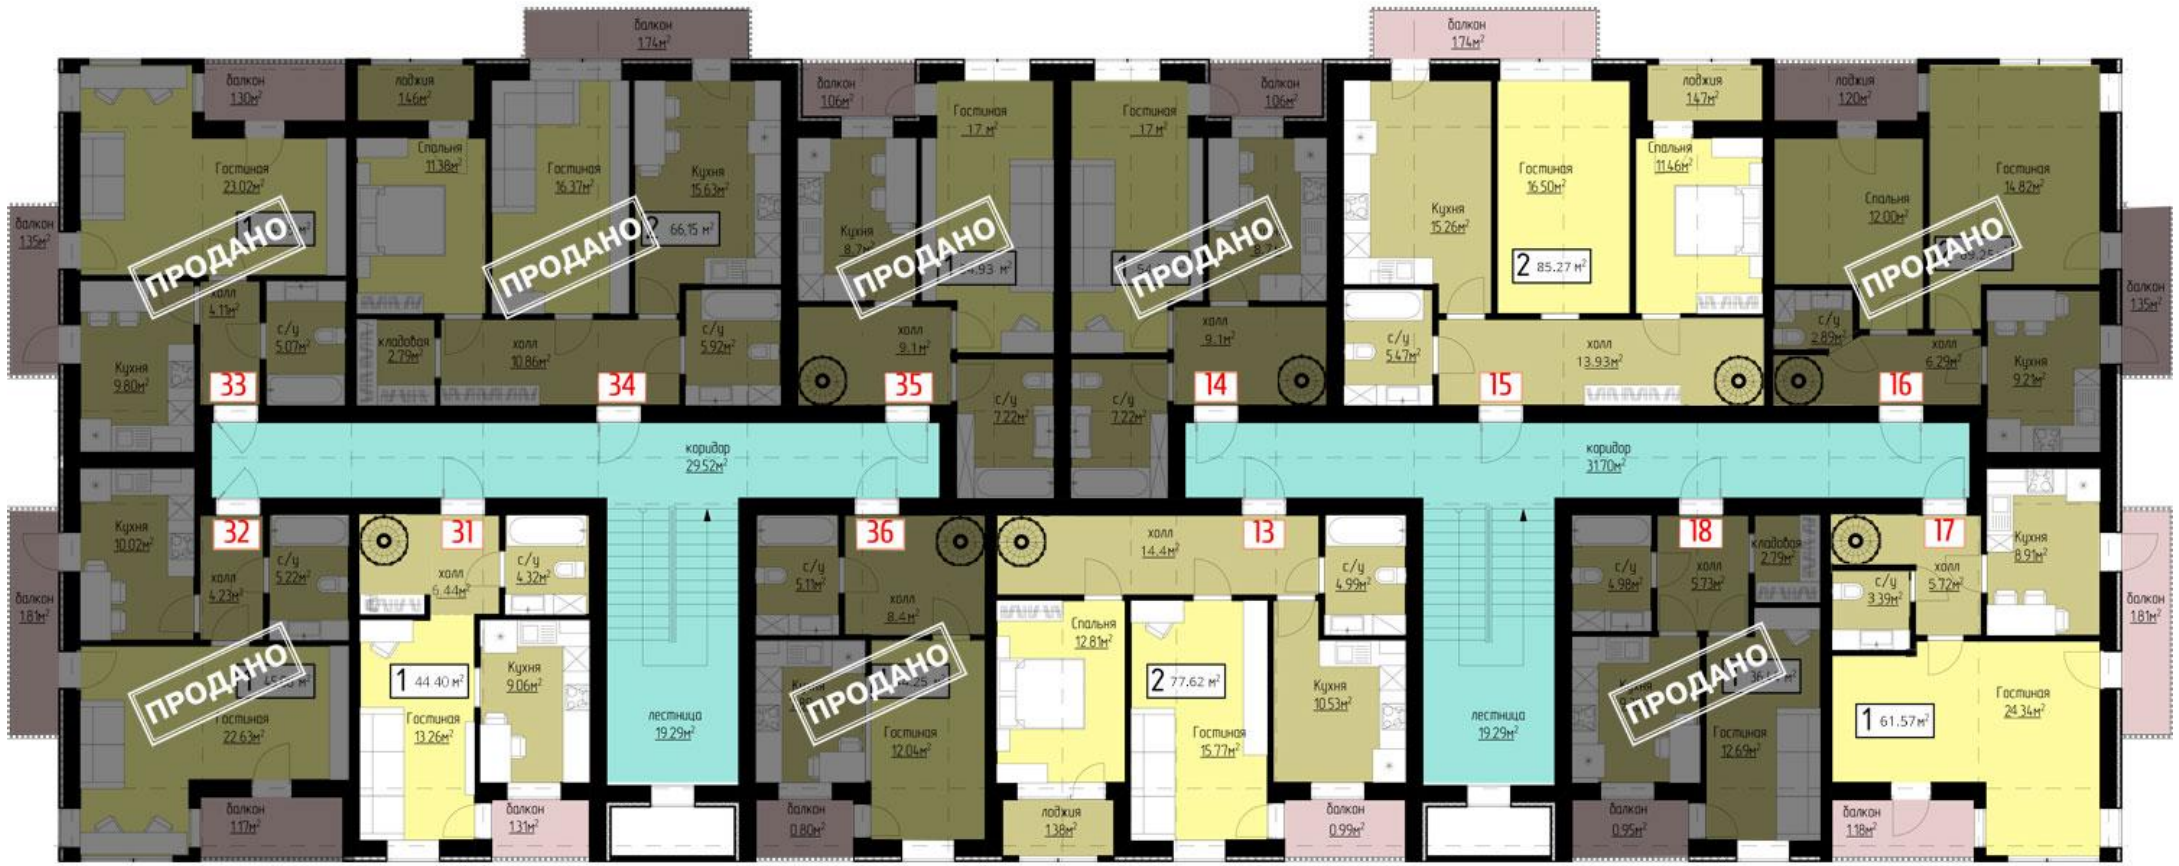 балкон
1.74м²
балкон
1.74м²
балкон
1.30м²
лоджия
1.46м²
балкон
1.06м²
балкон
1.06м²
лоджия
1.47м²
лоджия
1.20м²
Гостиная
23.02м²
Спальня
11.38м²
Гостиная
16.37м²
Кухня
15.63м²
Гостиная
17 м²
Гостиная
17 м²
Кухня
15.26м²
Гостиная
16.50м²
Спальня
11.46м²
Спальня
12.00м²
Гостиная
14.82м²
балкон
1.35м²
1
ПРОДАНО
ПРОДАНО
2 66,15 м²
Кухня
8.7м²
ПРОДАНО
ПРОДАНО
2 85.27 м²
ПРОДАНО
балкон
1.35м²
холл
4.11м²
с/у
5.07м²
Кухня
9.80м²
33
кладовая
2.79м²
холл
10.86м²
34
с/у
5.92м²
холл
9.1м²
35
с/у
7.22м²
с/у
7.22м²
холл
9.1м²
14
с/у
5.47м²
15
холл
13.93м²
с/у
2.89м²
холл
6.29м²
16
Кухня
9.21м²
коридор
29.52м²
коридор
31.70м²
Кухня
10.02м²
32
холл
4.23м²
с/у
5.22м²
31
холл
6.44м²
с/у
4.32м²
с/у
5.11м²
36
холл
8.4м²
холл
14.4м²
13
с/у
4.99м²
с/у
4.98м²
18
холл
5.73м²
кладовая
2.79м²
17
холл
5.72м²
с/у
3.39м²
Кухня
8.91м²
балкон
1.81м²
балкон
1.81м²
ПРОДАНО
Гостиная
22.63м²
1 44.40 м²
Гостиная
13.26м²
Кухня
9.06м²
лестница
19.29м²
ПРОДАНО
Гостиная
12.04м²
Спальня
12.81м²
2 77.62 м²
Гостиная
15.77м²
Кухня
10.53м²
лестница
19.29м²
ПРОДАНО
Гостиная
12.69м²
1 61.57 м²
Гостиная
24.34м²
балкон
1.17м²
балкон
1.31м²
балкон
0.80м²
лоджия
1.38м²
балкон
0.99м²
балкон
0.95м²
балкон
1.18м²